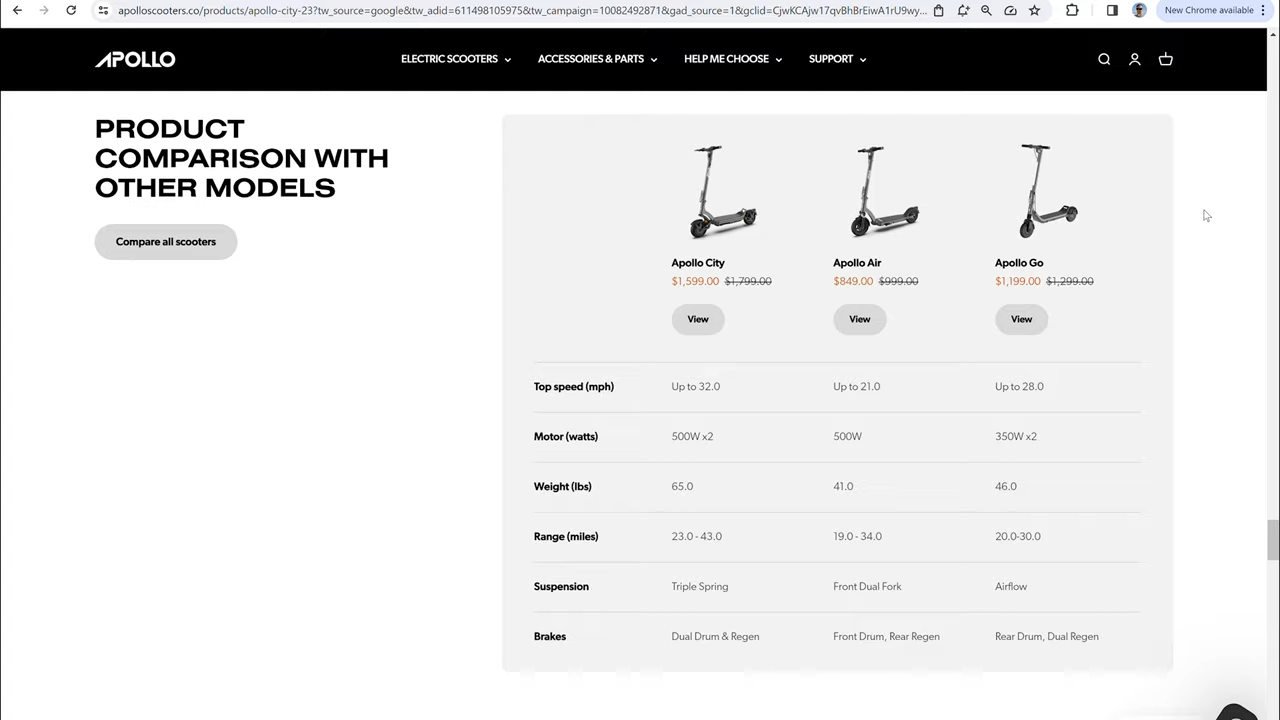 apolloscooters.co/products/apollo-city-23?tw_source=google&tw_adid=611498105975&tw_campaign=10082492871&gad_source=1&gclid=CjwKCAjw17qvBhBrEiwA1rU9wy...
New Chrome available
APOLLO
ELECTRIC SCOOTERS
ACCESSORIES & PARTS
HELP ME CHOOSE
SUPPORT
PRODUCT
COMPARISON WITH
OTHER MODELS
Compare all scooters
Apollo City Apollo Air Apollo Go
$1,599.00 $1,799.00 $849.00 $999.00 $1,199.00 $1,299.00
View View View
Top speed (mph) Up to 32.0 Up to 21.0 Up to 28.0
Motor (watts) 500W x2 500W 350W x2
Weight (lbs) 65.0 41.0 46.0
Range (miles) 23.0 - 43.0 19.0 - 34.0 20.0-30.0
Suspension Triple Spring Front Dual Fork Airflow
Brakes Dual Drum & Regen Front Drum, Rear Regen Rear Drum, Dual Regen